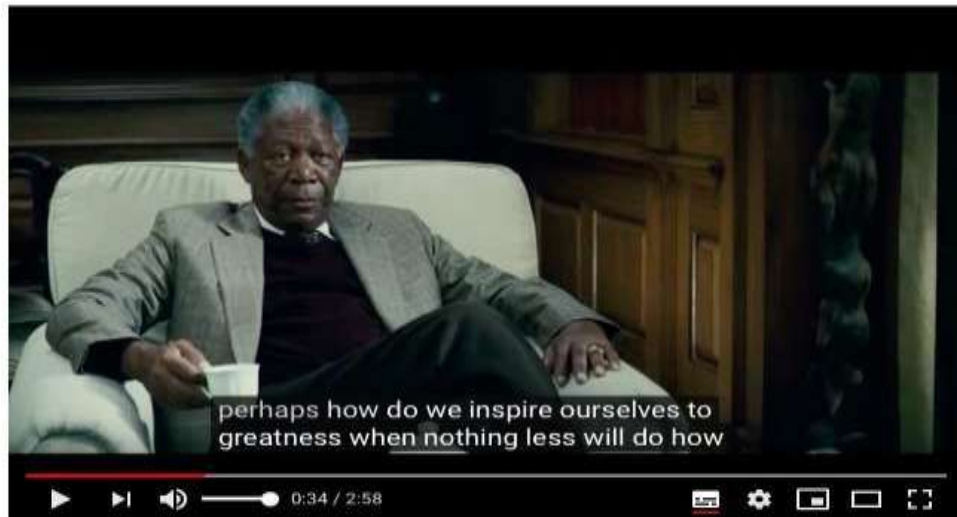 perhaps how do we inspire ourselves to
greatness when nothing less will do how
0:34 / 2:58